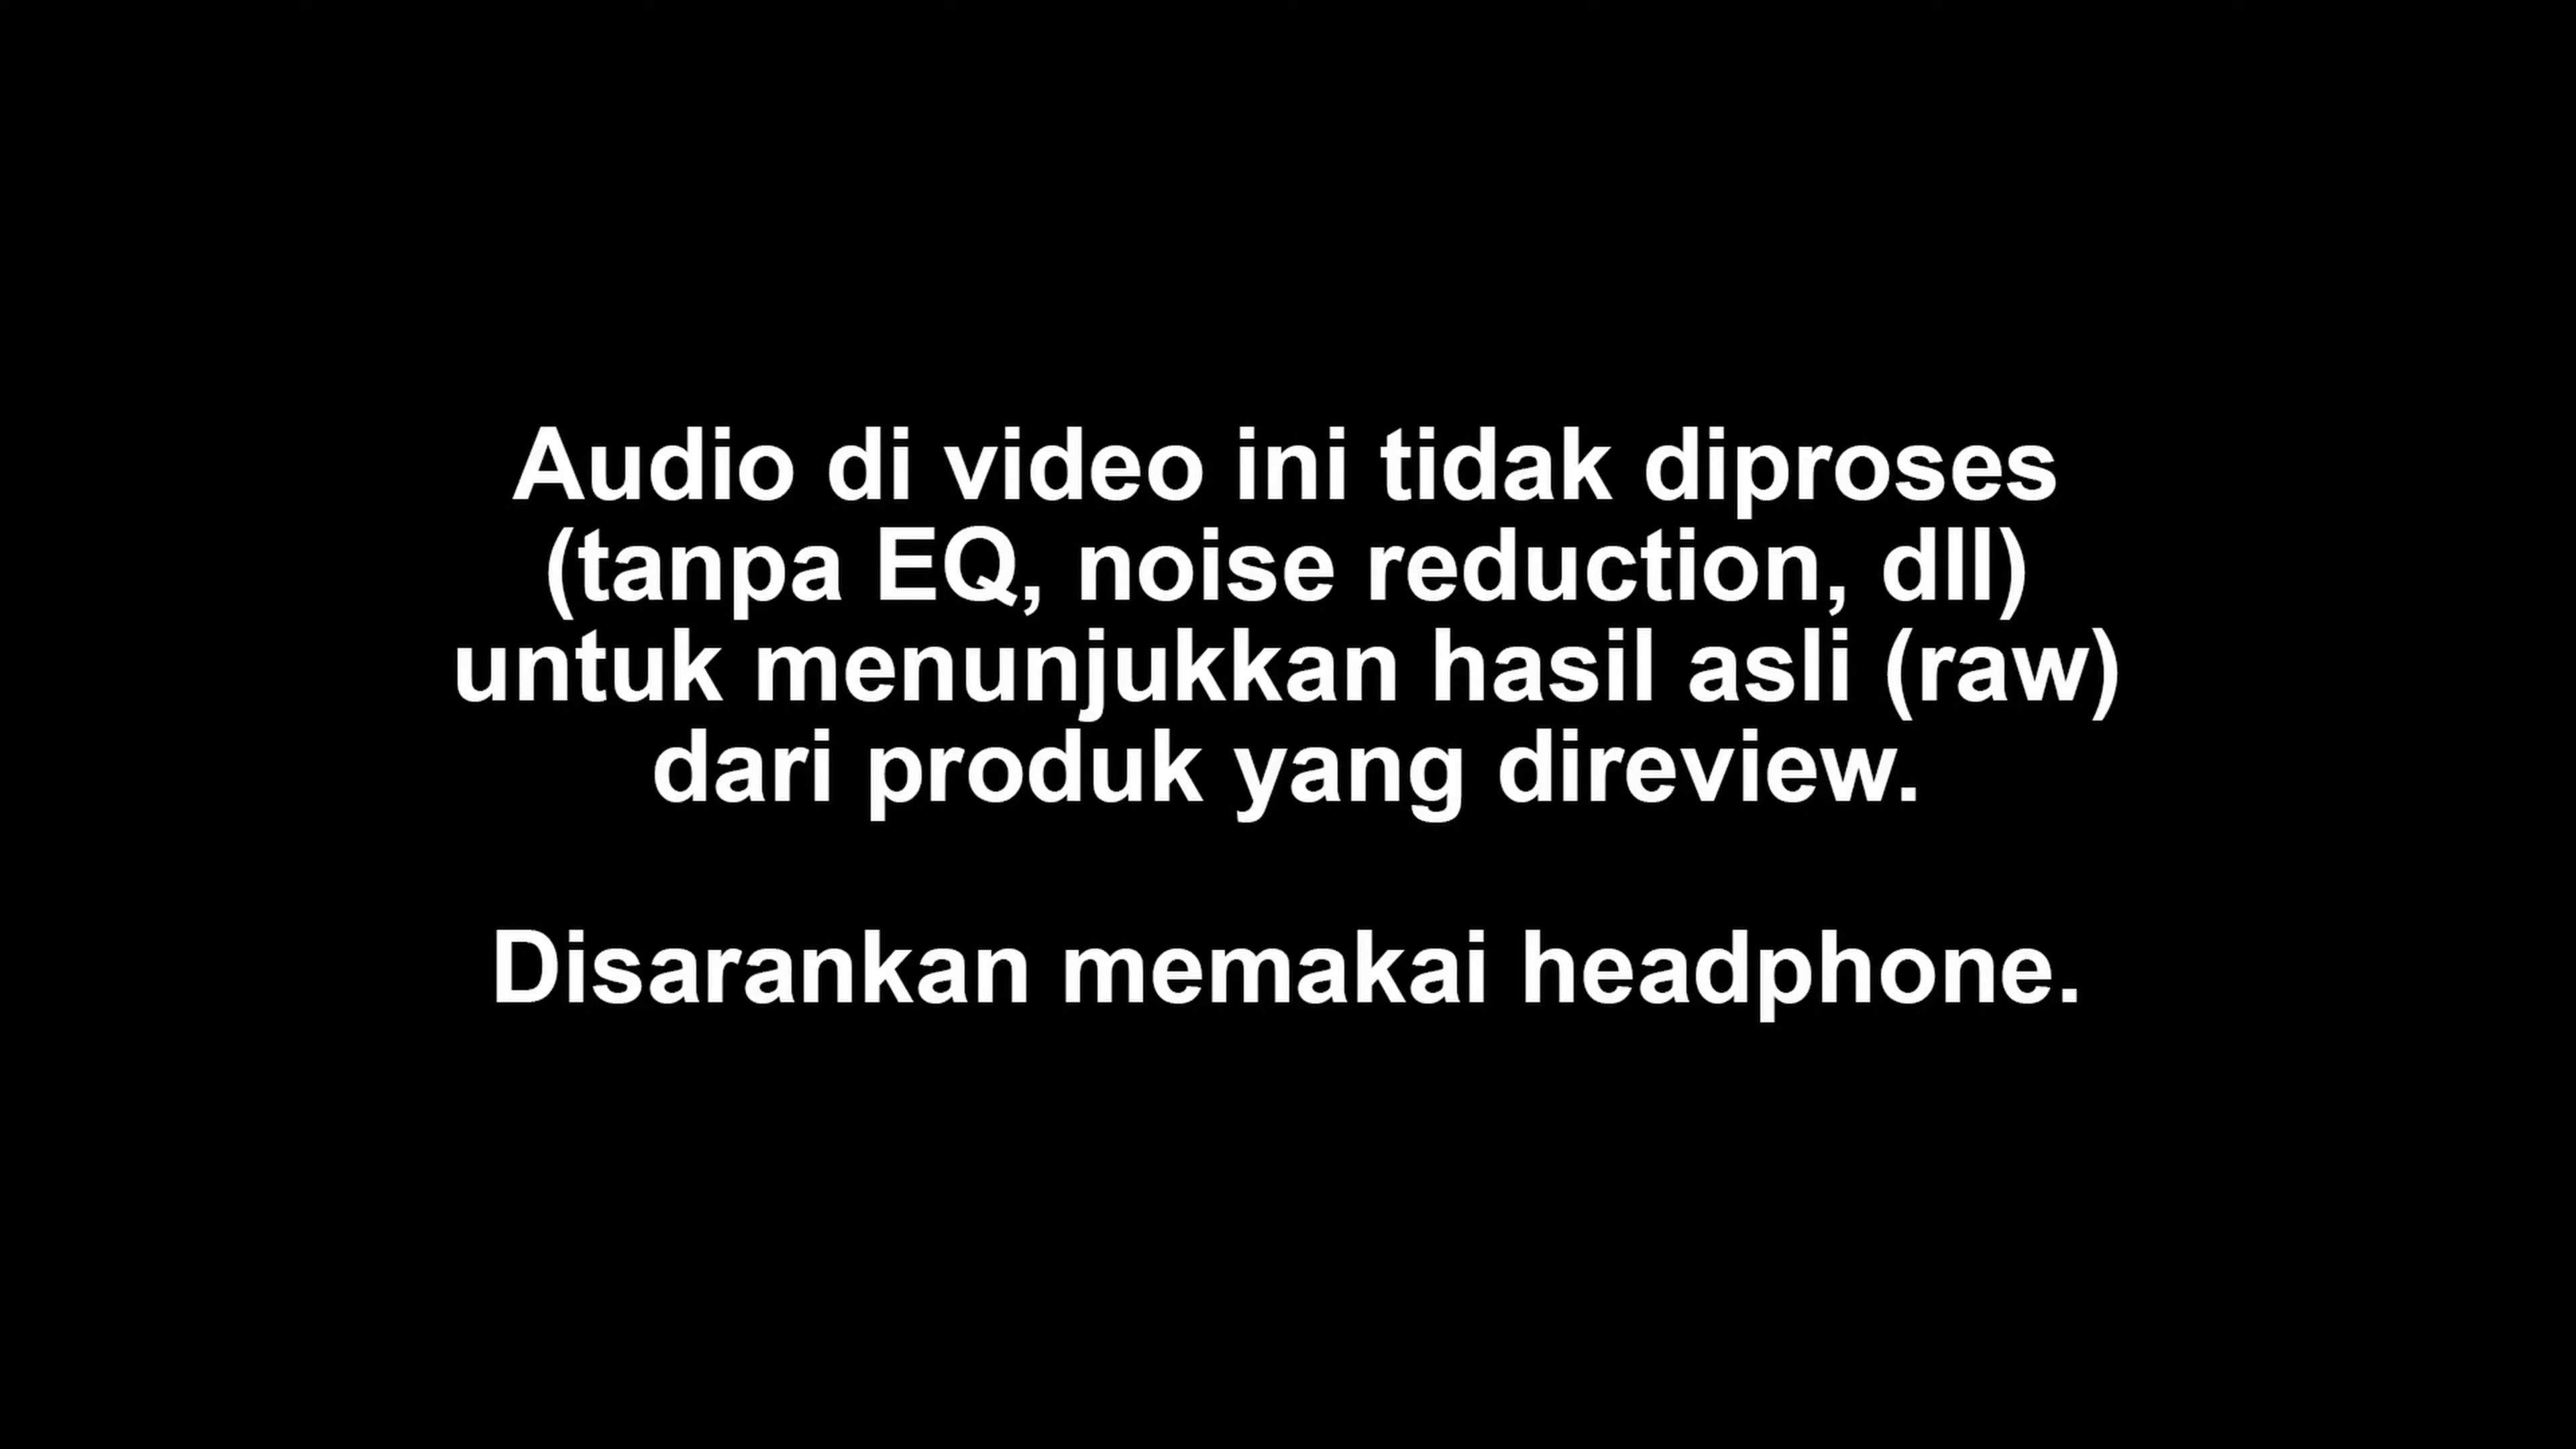 Audio di video ini tidak diproses
(tanpa EQ, noise reduction, dll)
untuk menunjukkan hasil asli (raw)
dari produk yang direview.
Disarankan memakai headphone.